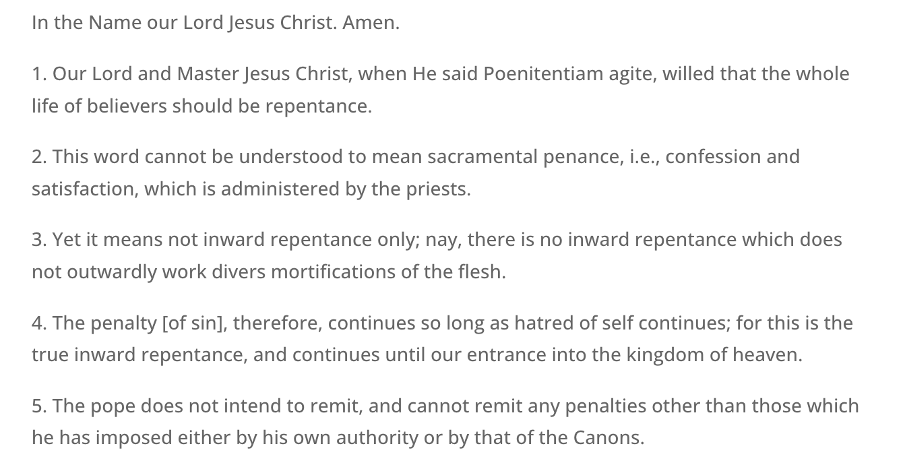 In the Name our Lord Jesus Christ. Amen.
1. Our Lord and Master Jesus Christ, when He said Poenitentiam agite, willed that the whole
life of believers should be repentance.
2. This word cannot be understood to mean sacramental penance, i.e., confession and
satisfaction, which is administered by the priests.
3. Yet it means not inward repentance only; nay, there is no inward repentance which does
not outwardly work divers mortifications of the flesh.
4. The penalty [of sin], therefore, continues so long as hatred of self continues; for this is the
true inward repentance, and continues until our entrance into the kingdom of heaven.
5. The pope does not intend to remit, and cannot remit any penalties other than those which
he has imposed either by his own authority or by that of the Canons.